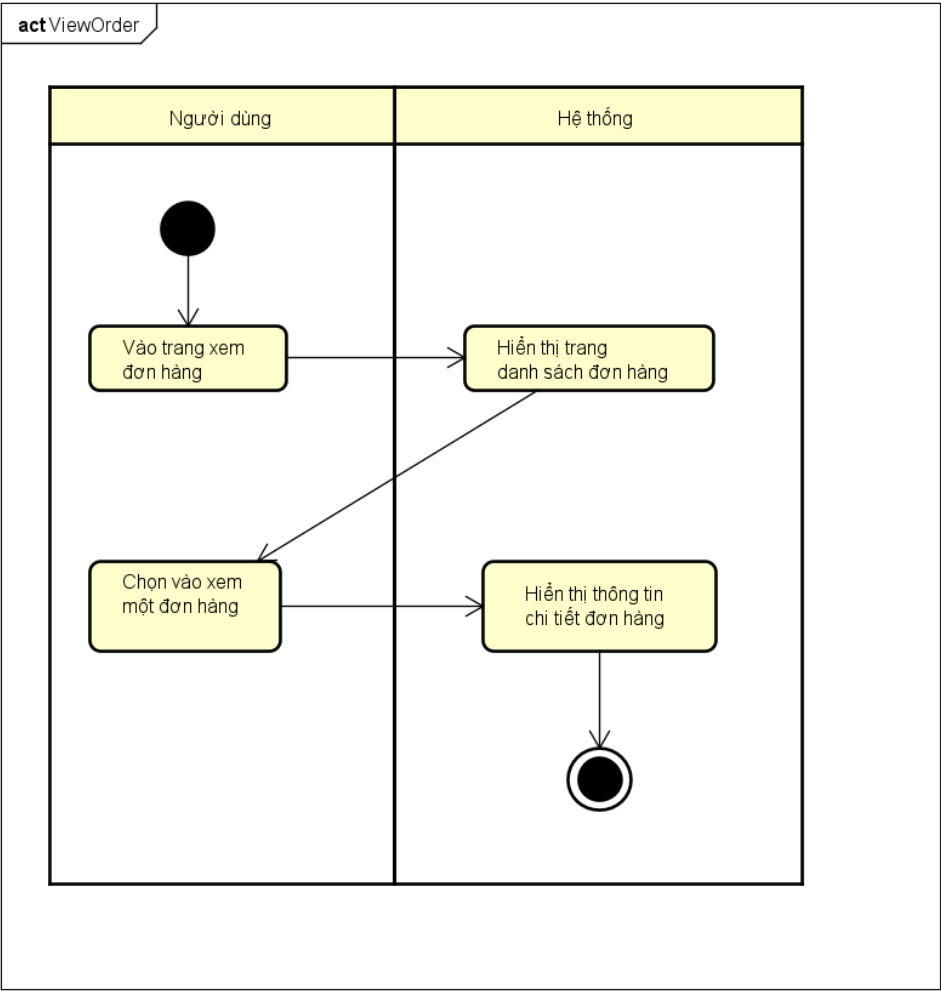 act ViewOrder
Người dùng
Hệ thống
Vào trang xem
đơn hàng
Hiển thị trang
danh sách đơn hàng
Chọn vào xem
một đơn hàng
Hiển thị thông tin
chi tiết đơn hàng